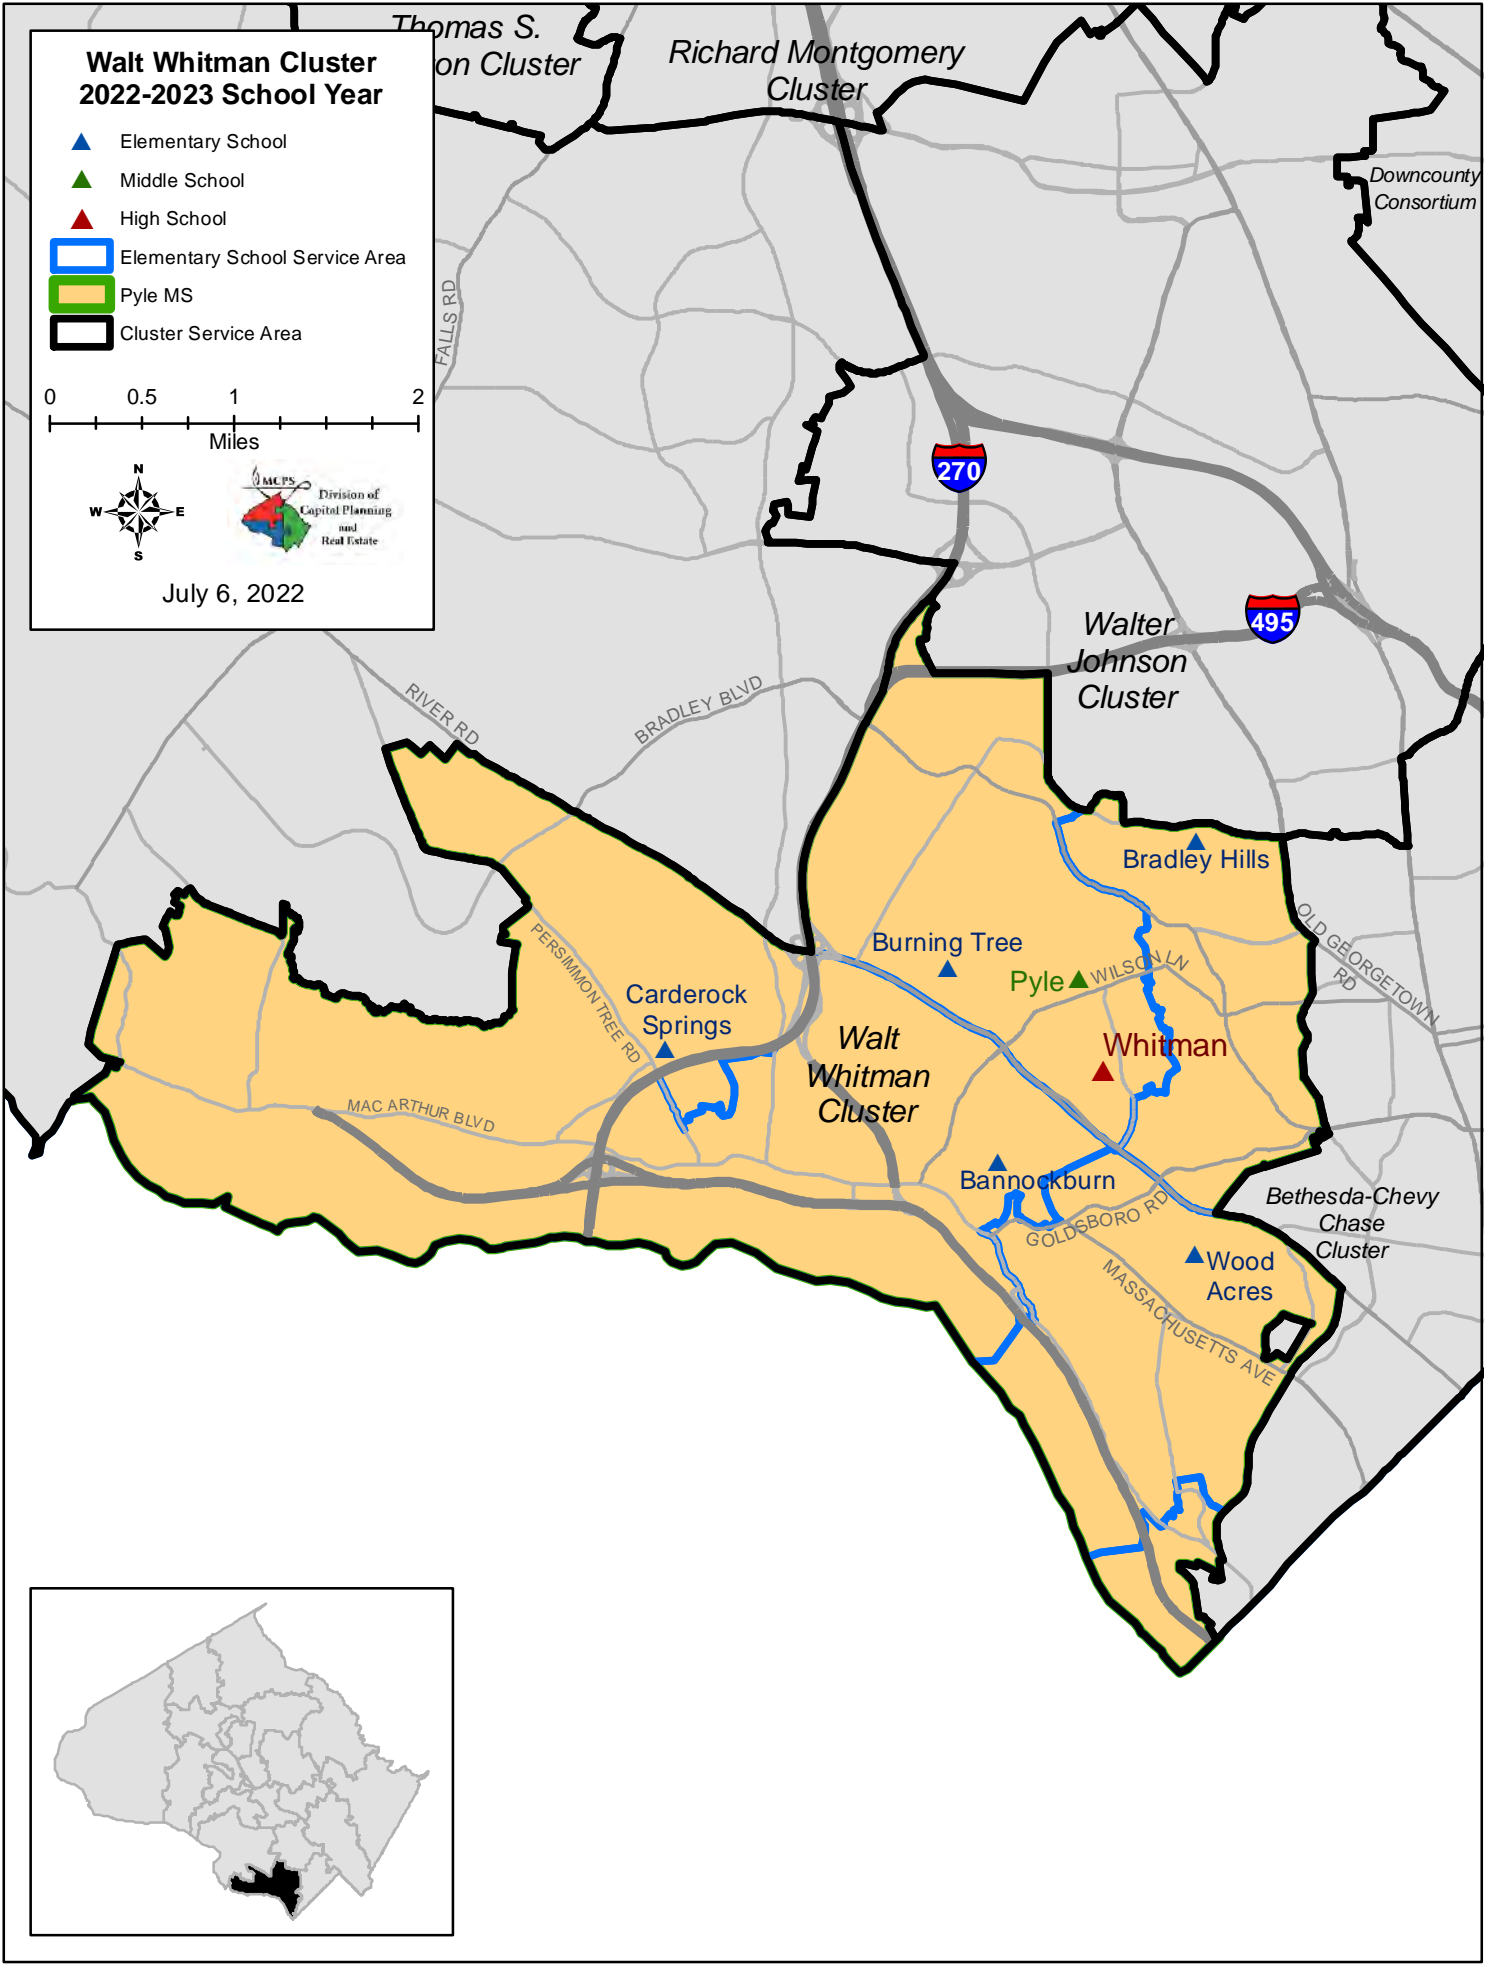 Thomas S.
on Cluster
Richard Montgomery
Cluster
Walt Whitman Cluster
2022-2023 School Year
Elementary School
Middle School
High School
Elementary School Service Area
Pyle MS
Cluster Service Area
0 0.5 1 2
Miles
N
W E
S
MCPS
Division of
Capital Planning
and
Real Estate
July 6, 2022
Downcounty
Consortium
FALLS RD
270
495
Walter
Johnson
Cluster
RIVER RD
BRADLEY BLVD
Bradley Hills
OLD GEORGETOWN
RD
Burning Tree
Pyle
WILSON LN
PERSIMMON TREE RD
Carderock
Springs
Whitman
Walt
Whitman
Cluster
MAC ARTHUR BLVD
Bannockburn
GOLDSBORO RD
Bethesda-Chevy
Chase
Cluster
Wood
Acres
MASSACHUSETTS AVE